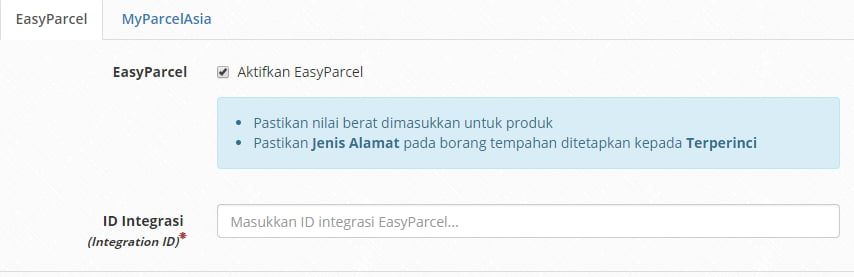 EasyParcel MyParcelAsia
EasyParcel Aktifkan EasyParcel
Pastikan nilai berat dimasukkan untuk produk
Pastikan Jenis Alamat pada borang tempahan ditetapkan kepada Terperinci
ID Integrasi Masukkan ID integrasi EasyParcel...
(Integration ID)*